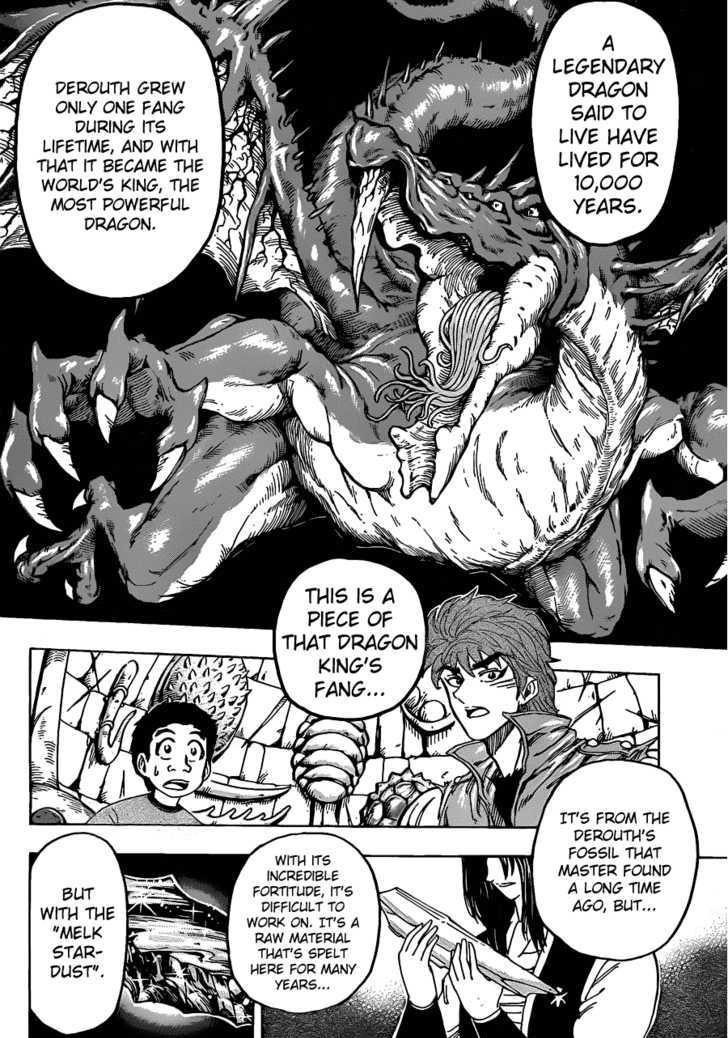 A
LEGENDARY
DRAGON
SAID TO
LIVE HAVE
LIVED FOR
10,000
YEARS.
DEROUTH GREW
ONLY ONE FANG
DURING ITS
LIFETIME, AND WITH
THAT IT BECAME THE
WORLD'S KING, THE
MOST POWERFUL
DRAGON.
THIS IS A
PIECE OF
THAT DRAGON
KING'S
FANG...
IT'S FROM THE
DEROUTH'S
FOSSIL THAT
MASTER FOUND
A LONG TIME
AGO, BUT...
WITH ITS
INCREDIBLE
FORTITUDE, IT'S
DIFFICULT TO
WORK ON. IT'S A
RAW MATERIAL
THAT'S SPELT
HERE FOR MANY
YEARS...
BUT
WITH THE
"MELK
STAR-
DUST".